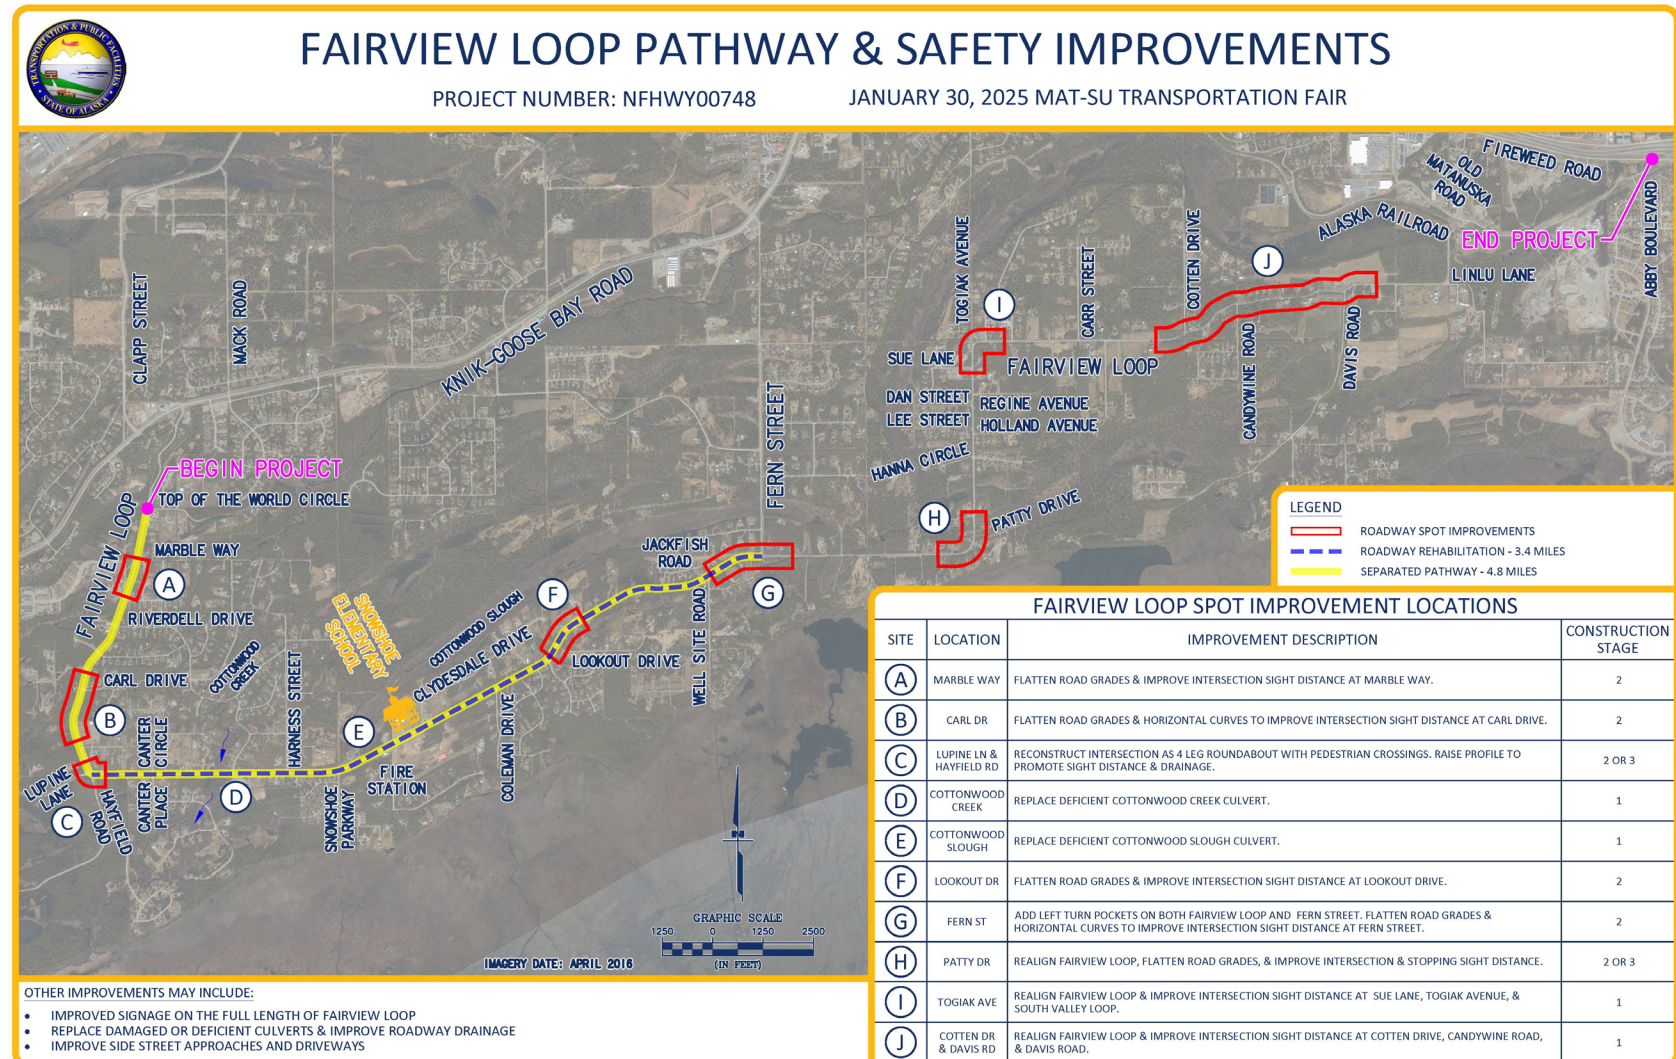 TRANSPORTATION & PUBLIC FACILITIES
STATE OF ALASKA
FAIRVIEW LOOP PATHWAY & SAFETY IMPROVEMENTS
PROJECT NUMBER: NFHWY00748
JANUARY 30, 2025 MAT-SU TRANSPORTATION FAIR
FIREWEED ROAD
OLD
MATANUSKA
ROAD
ABBY BOULEVARD
ALASKA RAILROAD
END PROJECT
LINLU LANE
J
COTTEN DRIVE
TOGIAK AVENUE
CARR STREET
I
CLAPP STREET
MACK ROAD
KNIK-GOOSE BAY ROAD
SUE LANE
FAIRVIEW LOOP
CANDYWINE ROAD
DAVIS ROAD
DAN STREET
REGINE AVENUE
LEE STREET
HOLLAND AVENUE
FERN STREET
HANNA CIRCLE
BEGIN PROJECT
TOP OF THE WORLD CIRCLE
FAIRVIEW LOOP
H
PATTY DRIVE
MARBLE WAY
A
JACKFISH
ROAD
G
F
RIVERDELL DRIVE
SNOWSHOE
ELEMENTARY
SCHOOL
COTTONWOOD SLOUGH
CLYDESDALE DRIVE
LOOKOUT DRIVE
WELL SITE ROAD
CARL DRIVE
COTTONWOOD
CREEK
HARNESS STREET
B
CANTER
CIRCLE
E
COLEMAN DRIVE
LUPINE
LANE
FIRE
STATION
C
HAYFIELD
ROAD
CANTER
PLACE
D
SNOWSHOE
PARKWAY
N
GRAPHIC SCALE
1250 0 1250 2500
(IN FEET)
IMAGERY DATE: APRIL 2016
LEGEND
ROADWAY SPOT IMPROVEMENTS
ROADWAY REHABILITATION - 3.4 MILES
SEPARATED PATHWAY - 4.8 MILES
FAIRVIEW LOOP SPOT IMPROVEMENT LOCATIONS
SITE LOCATION IMPROVEMENT DESCRIPTION CONSTRUCTION
STAGE
A MARBLE WAY FLATTEN ROAD GRADES & IMPROVE INTERSECTION SIGHT DISTANCE AT MARBLE WAY. 2
B CARL DR FLATTEN ROAD GRADES & HORIZONTAL CURVES TO IMPROVE INTERSECTION SIGHT DISTANCE AT CARL DRIVE. 2
C LUPINE LN & HAYFIELD RD RECONSTRUCT INTERSECTION AS 4 LEG ROUNDABOUT WITH PEDESTRIAN CROSSINGS. RAISE PROFILE TO
PROMOTE SIGHT DISTANCE & DRAINAGE. 2 OR 3
D COTTONWOOD CREEK REPLACE DEFICIENT COTTONWOOD CREEK CULVERT. 1
E COTTONWOOD SLOUGH REPLACE DEFICIENT COTTONWOOD SLOUGH CULVERT. 1
F LOOKOUT DR FLATTEN ROAD GRADES & IMPROVE INTERSECTION SIGHT DISTANCE AT LOOKOUT DRIVE. 2
G FERN ST ADD LEFT TURN POCKETS ON BOTH FAIRVIEW LOOP AND FERN STREET. FLATTEN ROAD GRADES &
HORIZONTAL CURVES TO IMPROVE INTERSECTION SIGHT DISTANCE AT FERN STREET. 2
H PATTY DR REALIGN FAIRVIEW LOOP, FLATTEN ROAD GRADES, & IMPROVE INTERSECTION & STOPPING SIGHT DISTANCE. 2 OR 3
I TOGIAK AVE REALIGN FAIRVIEW LOOP & IMPROVE INTERSECTION SIGHT DISTANCE AT SUE LANE, TOGIAK AVENUE, &
SOUTH VALLEY LOOP. 1
J COTTEN DR & DAVIS RD REALIGN FAIRVIEW LOOP & IMPROVE INTERSECTION SIGHT DISTANCE AT COTTEN DRIVE, CANDYWINE ROAD,
& DAVIS ROAD. 1
OTHER IMPROVEMENTS MAY INCLUDE:
• IMPROVED SIGNAGE ON THE FULL LENGTH OF FAIRVIEW LOOP
• REPLACE DAMAGED OR DEFICIENT CULVERTS & IMPROVE ROADWAY DRAINAGE
• IMPROVE SIDE STREET APPROACHES AND DRIVEWAYS